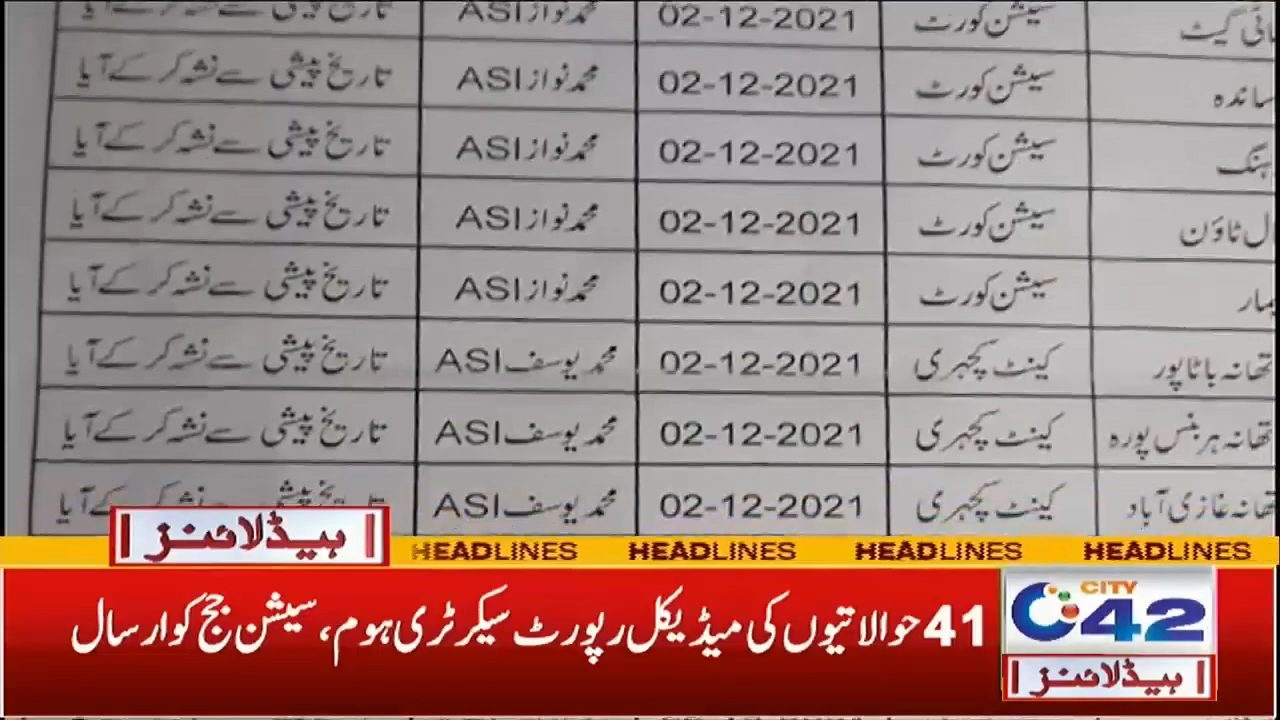 سیشن کورٹ 02-12-2021 محمد نواز ASI
ساندہ سیشن کورٹ 02-12-2021 محمد نواز ASI تاریخ پیشی سے نشہ کر کے آیا
سیشن کورٹ 02-12-2021 محمد نواز ASI تاریخ پیشی سے نشہ کر کے آیا
ٹاؤن سیشن کورٹ 02-12-2021 محمد نواز ASI تاریخ پیشی سے نشہ کر کے آیا
سیشن کورٹ 02-12-2021 محمد نواز ASI تاریخ پیشی سے نشہ کر کے آیا
تھانہ باٹا پور کینٹ کچہری 02-12-2021 محمد یوسف ASI تاریخ پیشی سے نشہ کر کے آیا
تھانہ ہربنس پورہ کینٹ کچہری 02-12-2021 محمد یوسف ASI تاریخ پیشی سے نشہ کر کے آیا
تھانہ غازی آباد کینٹ کچہری 02-12-2021 محمد یوسف ASI تاریخ پیشی سے نشہ کر کے آیا
ہیڈلائنز
HEADLINES HEADLINES HEADLINES HEADLINES
41 حوالاتیوں کی میڈیکل رپورٹ سیکرٹری ہوم، سیشن جج کو ارسال
CITY
42
ہیڈلائنز